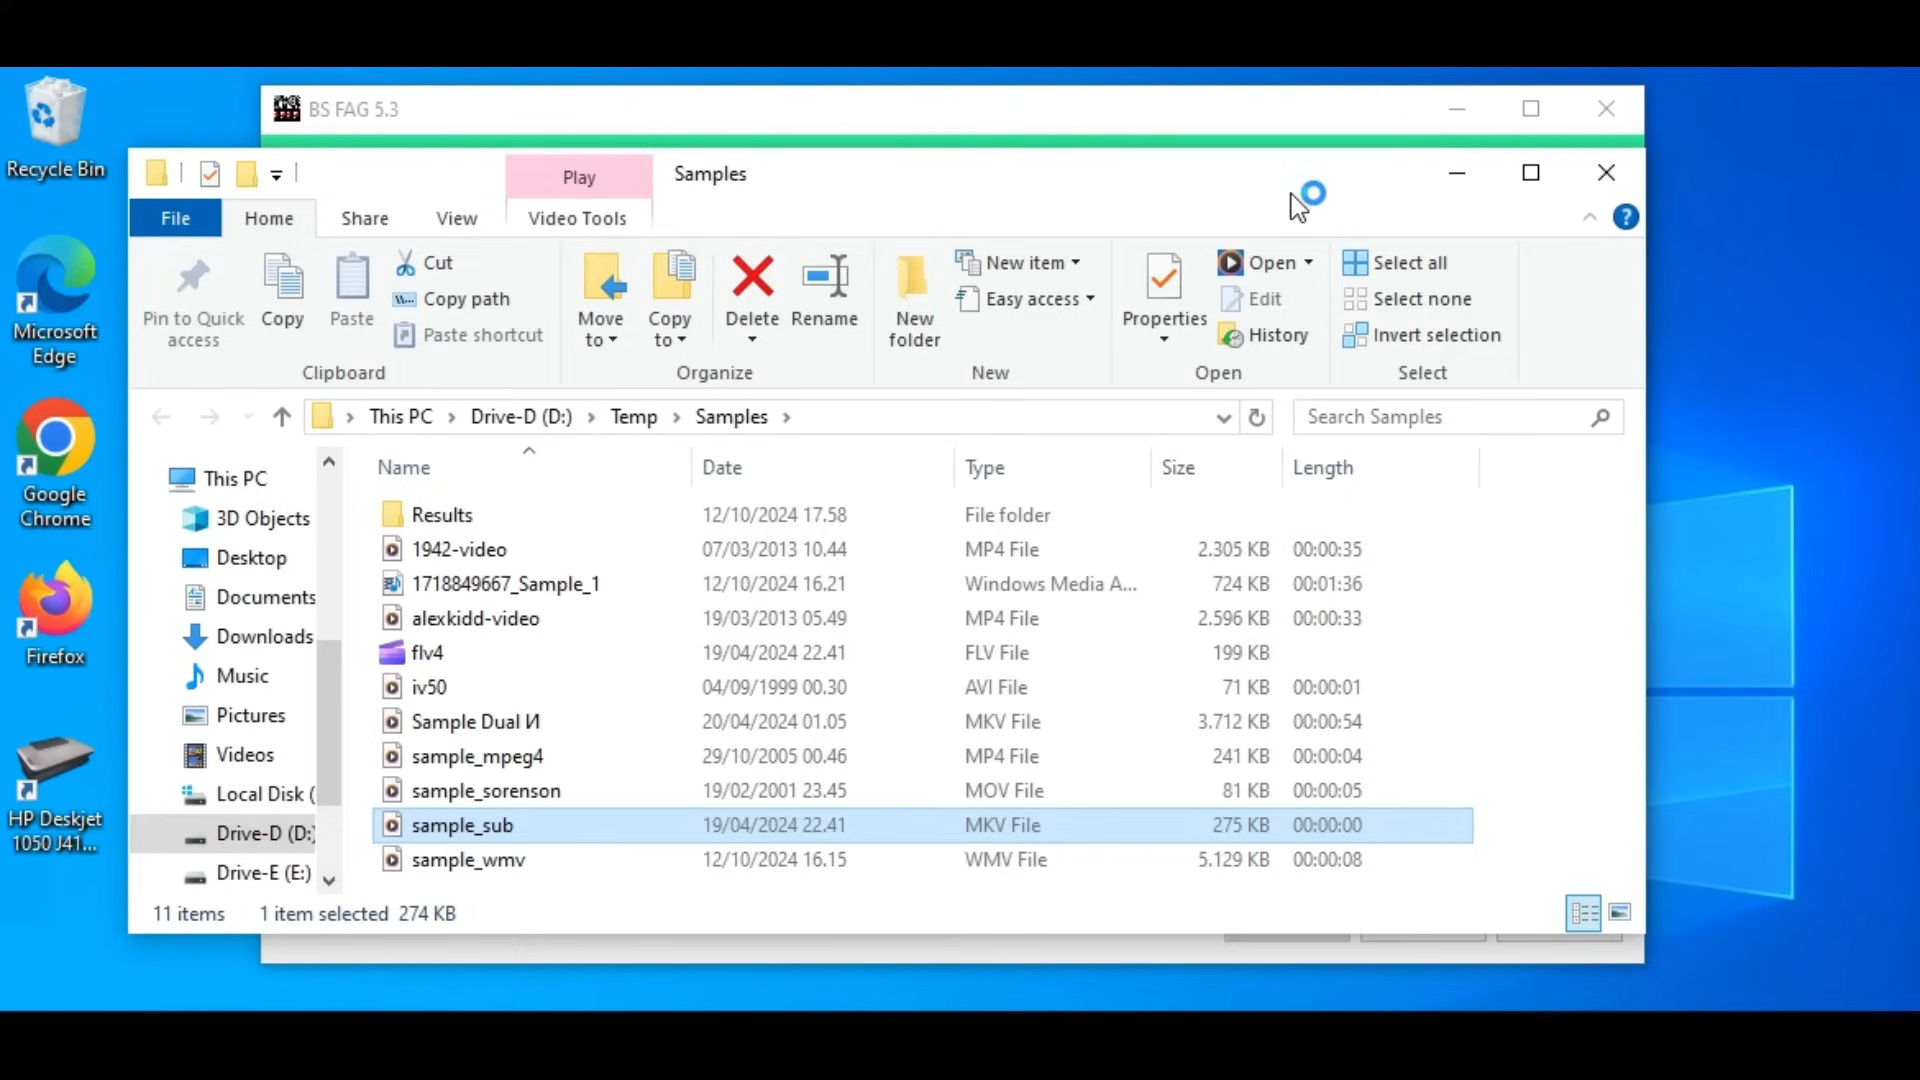 BS FAG 5.3
Recycle Bin
Microsoft
Edge
Google
Chrome
Firefox
HP Deskjet
1050 J41...
Play
Samples
File
Home
Share
View
Video Tools
?
Pin to Quick
access
Copy
Paste
Cut
Copy path
Paste shortcut
Clipboard
Move
to
Copy
to
Delete
Rename
Organize
New
folder
New item
Easy access
New
Properties
Open
Edit
History
Open
Select all
Select none
Invert selection
Select
This PC > Drive-D (D:) > Temp > Samples >
Search Samples
This PC
3D Objects
Desktop
Documents
Downloads
Music
Pictures
Videos
Local Disk (
Drive-D (D:)
Drive-E (E:)
Name Date Type Size Length
Results 12/10/2024 17.58 File folder
1942-video 07/03/2013 10.44 MP4 File 2.305 KB 00:00:35
1718849667_Sample_1 12/10/2024 16.21 Windows Media A... 724 KB 00:01:36
alexkidd-video 19/03/2013 05.49 MP4 File 2.596 KB 00:00:33
flv4 19/04/2024 22.41 FLV File 199 KB
iv50 04/09/1999 00.30 AVI File 71 KB 00:00:01
Sample Dual И 20/04/2024 01.05 MKV File 3.712 KB 00:00:54
sample_mpeg4 29/10/2005 00.46 MP4 File 241 KB 00:00:04
sample_sorenson 19/02/2001 23.45 MOV File 81 KB 00:00:05
sample_sub 19/04/2024 22.41 MKV File 275 KB 00:00:00
sample_wmv 12/10/2024 16.15 WMV File 5.129 KB 00:00:08
11 items 1 item selected 274 KB